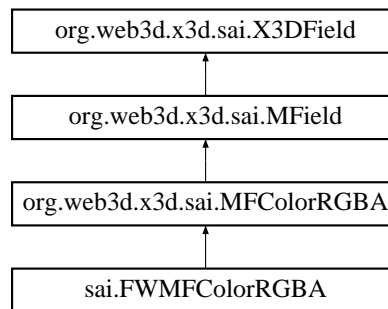 org.web3d.x3d.sai.X3DField
org.web3d.x3d.sai.MField
org.web3d.x3d.sai.MFColorRGBA
sai.FWMFColorRGBA